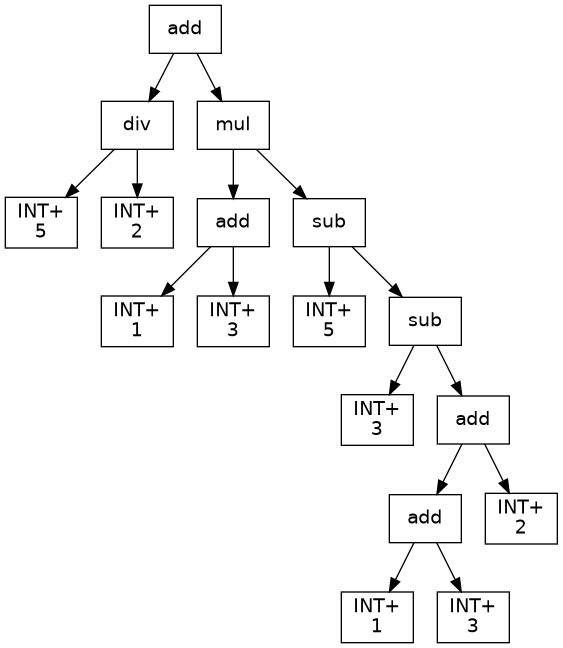 add
div
mul
INT+
5
INT+
2
add
sub
INT+
1
INT+
3
INT+
5
sub
INT+
3
add
add
INT+
2
INT+
1
INT+
3